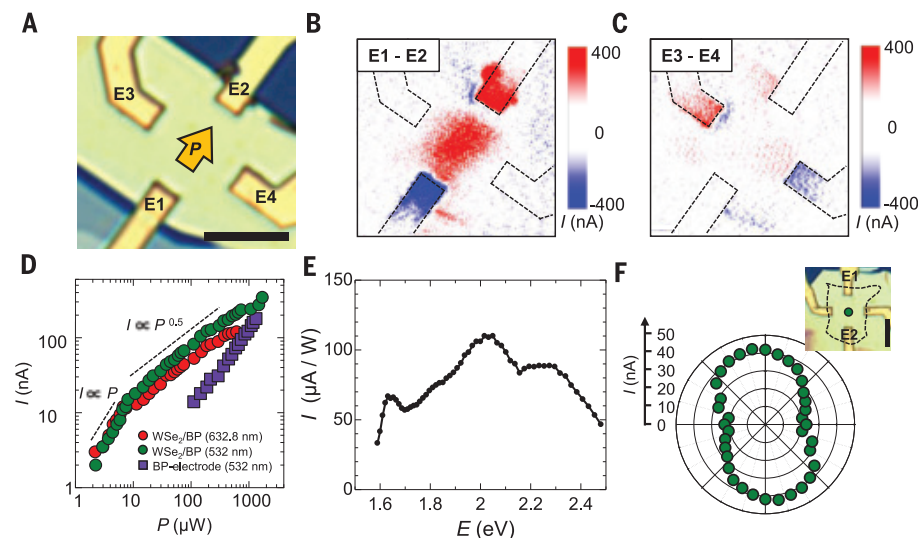 A
E3
E2
P
E1
E4
B
E1 - E2
400
0
-400
I (nA)
C
E3 - E4
400
0
-400
I (nA)
D
I ∝ P 0.5
I ∝ P
WSe2/BP (632.8 nm)
WSe2/BP (532 nm)
BP-electrode (532 nm)
100
10
1
I (nA)
1 10 100 1000
P (µW)
E
150
100
50
0
I (µA / W)
1.6 1.8 2.0 2.2 2.4
E (eV)
F
E1
E2
50
40
30
20
10
0
I (nA)